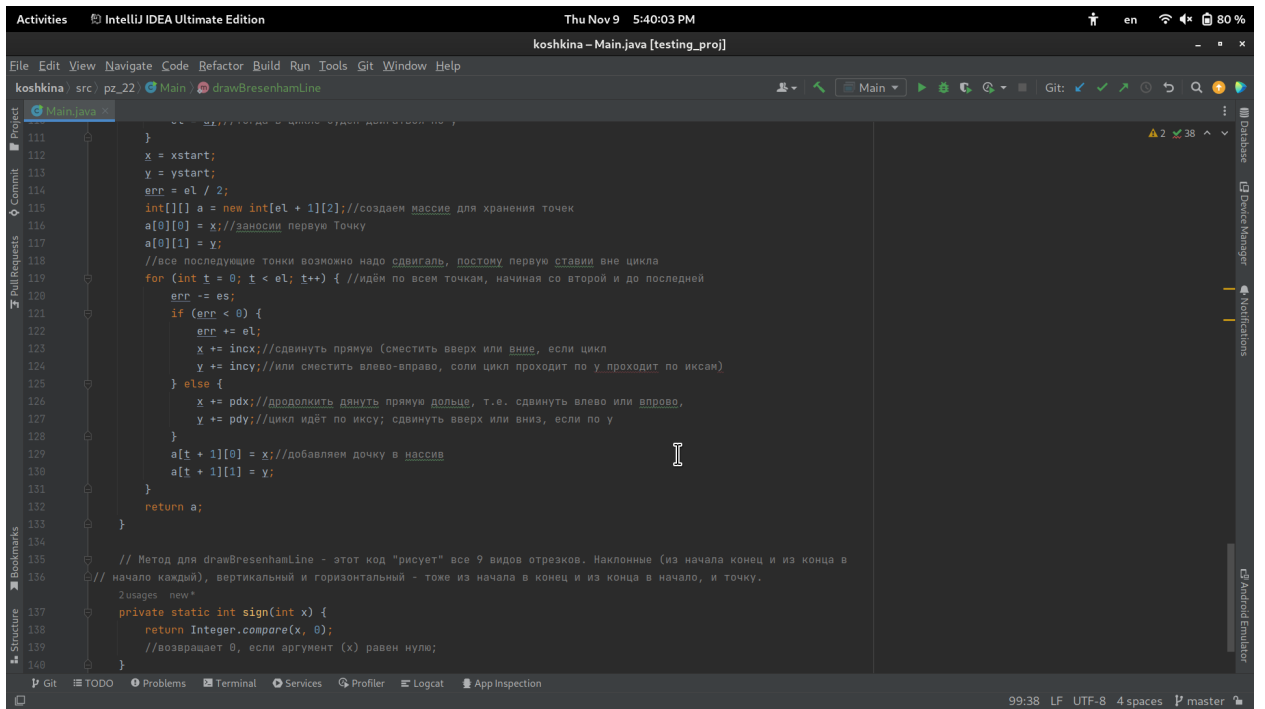 Activities IntelliJ IDEA Ultimate Edition Thu Nov 9 5:40:03 PM en 80 %
koshkina – Main.java [testing_proj]
File Edit View Navigate Code Refactor Build Run Tools Git Window Help
koshkina src pz_22 Main drawBresenhamLine Main Git:
Main.java
2 38
111 }
112 x = xstart;
113 y = ystart;
114 err = el / 2;
115 int[][] a = new int[el + 1][2];//создаем массие для хранения точек
116 a[0][0] = x;//заносии первую Точку
117 a[0][1] = y;
118 //все последующие тонки возможно надо сдвигаль, постому первую ставии вне цикла
119 for (int t = 0; t < el; t++) { //идём по всем точкам, начиная со второй и до последней
120 err -= es;
121 if (err < 0) {
122 err += el;
123 x += incx;//сдвинуть прямую (сместить вверх или вние, если цикл
124 y += incy;//или сместить влево-вправо, соли цикл проходит по у проходит по иксам)
125 } else {
126 x += pdx;//дродолжить дянуть прямую дольце, т.е. сдвинуть влево или впрово,
127 y += pdy;//цикл идёт по иксу; сдвинуть вверх или вниз, если по у
128 }
129 a[t + 1][0] = x;//добавляем дочку в нассив
130 a[t + 1][1] = y;
131 }
132 return a;
133 }
134
135 // Метод для drawBresenhamLine - этот код "рисует" все 9 видов отрезков. Наклонные (из начала конец и из конца в
136 // начало каждый), вертикальный и горизонтальный - тоже из начала в конец и из конца в начало, и точку.
2 usages new *
137 private static int sign(int x) {
138 return Integer.compare(x, 0);
139 //возвращает 0, если аргумент (x) равен нулю;
140 }
Project
Commit
Pull Requests
Bookmarks
Structure
Database
Device Manager
Notifications
Android Emulator
Git TODO Problems Terminal Services Profiler Logcat App Inspection
99:38 LF UTF-8 4 spaces master